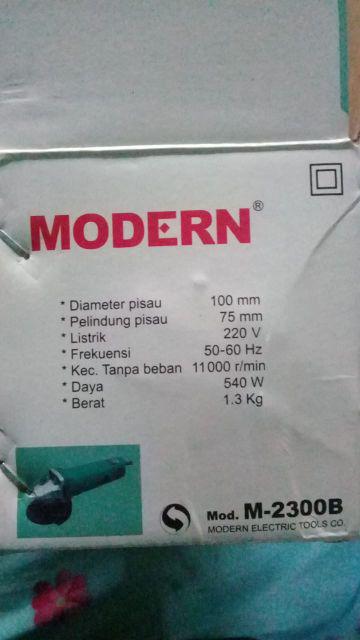 MODERN®
* Diameter pisau 100 mm
* Pelindung pisau 75 mm
* Listrik 220 V
* Frekuensi 50-60 Hz
* Kec. Tanpa beban 11000 r/min
* Daya 540 W
* Berat 1.3 Kg
Mod. M-2300B
MODERN ELECTRIC TOOLS CO.